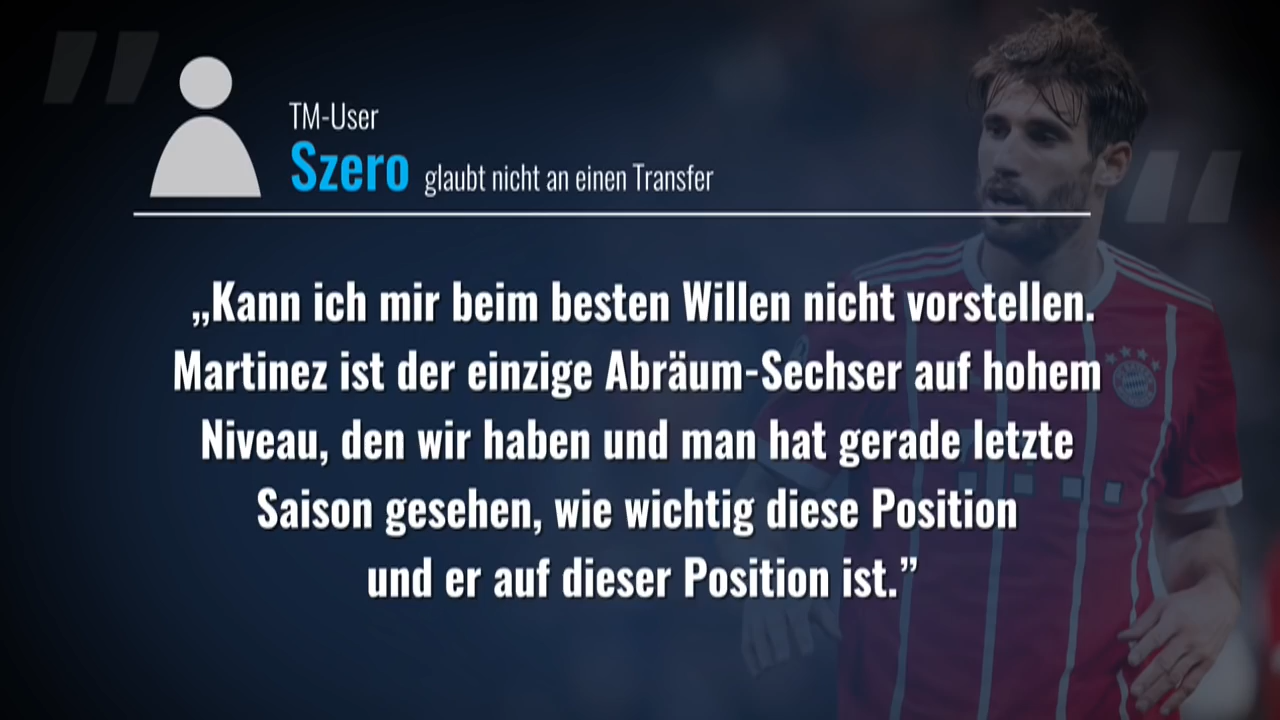 TM-User
Szero glaubt nicht an einen Transfer
„Kann ich mir beim besten Willen nicht vorstellen.
Martinez ist der einzige Abräum-Sechser auf hohem
Niveau, den wir haben und man hat gerade letzte
Saison gesehen, wie wichtig diese Position
und er auf dieser Position ist.”